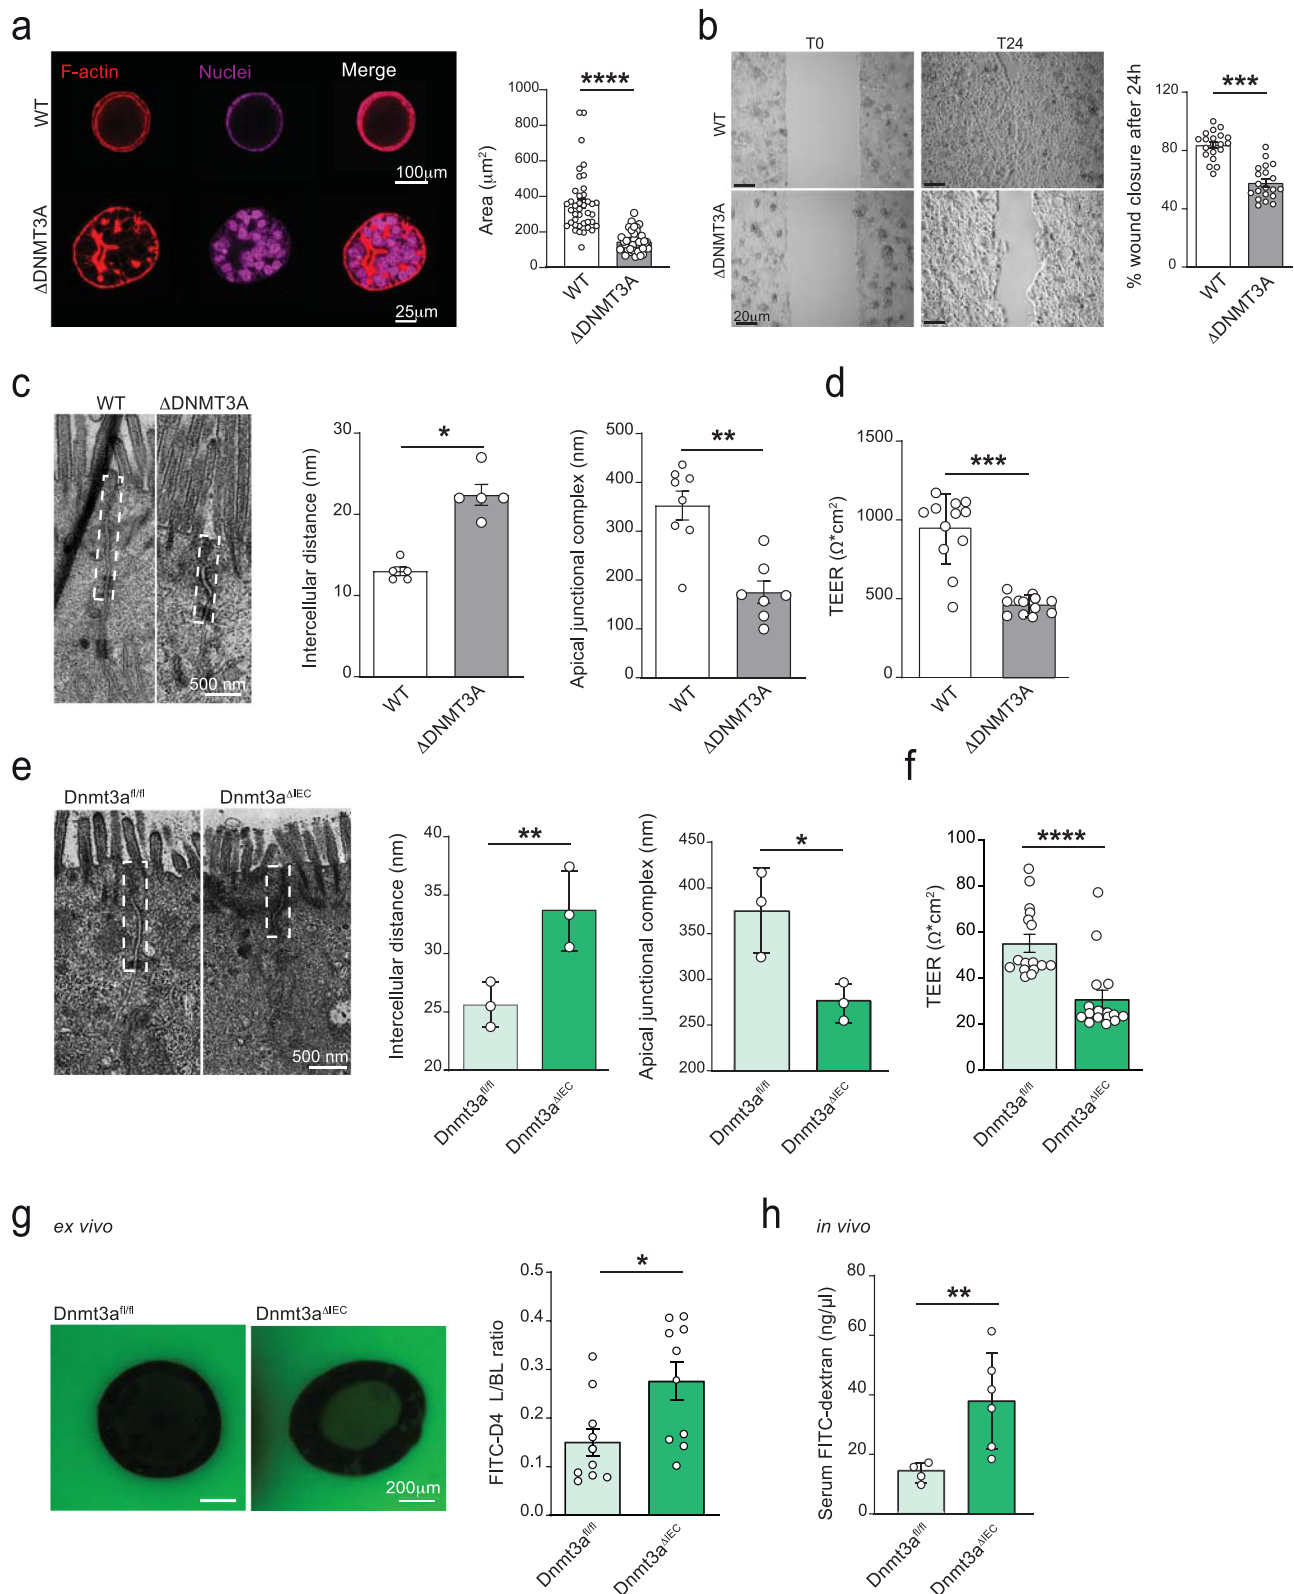 a
F-actin Nuclei Merge
WT
ΔDNMT3A
100µm
25µm
****
Area (µm²)
1000
800
600
400
200
0
WT
ΔDNMT3A
b
T0 T24
WT
ΔDNMT3A
20µm
***
% wound closure after 24h
120
80
40
0
WT
ΔDNMT3A
c
WT ΔDNMT3A
500 nm
*
Intercellular distance (nm)
30
20
10
0
WT
ΔDNMT3A
**
Apical junctional complex (nm)
500
400
300
200
100
0
WT
ΔDNMT3A
d
***
TEER (Ω*cm²)
1500
1000
500
0
WT
ΔDNMT3A
e
Dnmt3a^fl/fl Dnmt3a^ΔIEC
500 nm
**
Intercellular distance (nm)
40
35
30
25
20
Dnmt3a^fl/fl
Dnmt3a^ΔIEC
*
Apical junctional complex (nm)
450
400
350
300
250
200
Dnmt3a^fl/fl
Dnmt3a^ΔIEC
f
****
TEER (Ω*cm²)
100
80
60
40
20
0
Dnmt3a^fl/fl
Dnmt3a^ΔIEC
g
ex vivo
Dnmt3a^fl/fl Dnmt3a^ΔIEC
200µm
*
FITC-D4 L/BL ratio
0.5
0.4
0.3
0.2
0.1
0.0
Dnmt3a^fl/fl
Dnmt3a^ΔIEC
h
in vivo
**
Serum FITC-dextran (ng/µl)
80
60
40
20
0
Dnmt3a^fl/fl
Dnmt3a^ΔIEC